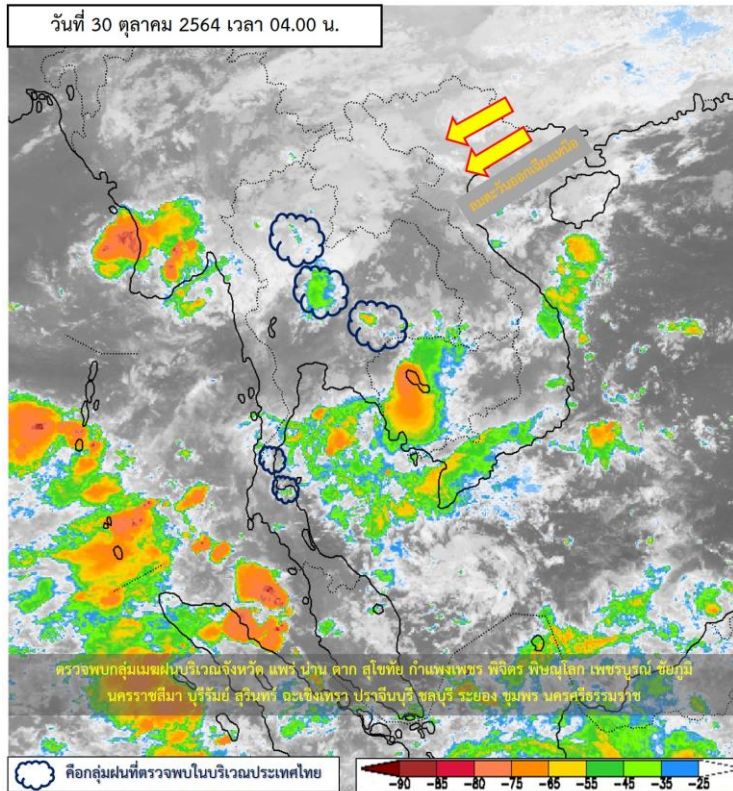 วันที่ 30 ตุลาคม 2564 เวลา 04.00 น.
ลมตะวันออกเฉียงเหนือ
ตรวจพบกลุ่มเมฆฝนบริเวณจังหวัด แพร่ น่าน ตาก สุโขทัย กำแพงเพชร พิจิตร พิษณุโลก เพชรบูรณ์ ชัยภูมิ
นครราชสีมา บุรีรัมย์ สุรินทร์ ฉะเชิงเทรา ปราจีนบุรี ชลบุรี ระยอง ชุมพร นครศรีธรรมราช
คือกลุ่มฝนที่ตรวจพบในบริเวณประเทศไทย
-90 -85 -80 -75 -65 -55 -45 -35 -25